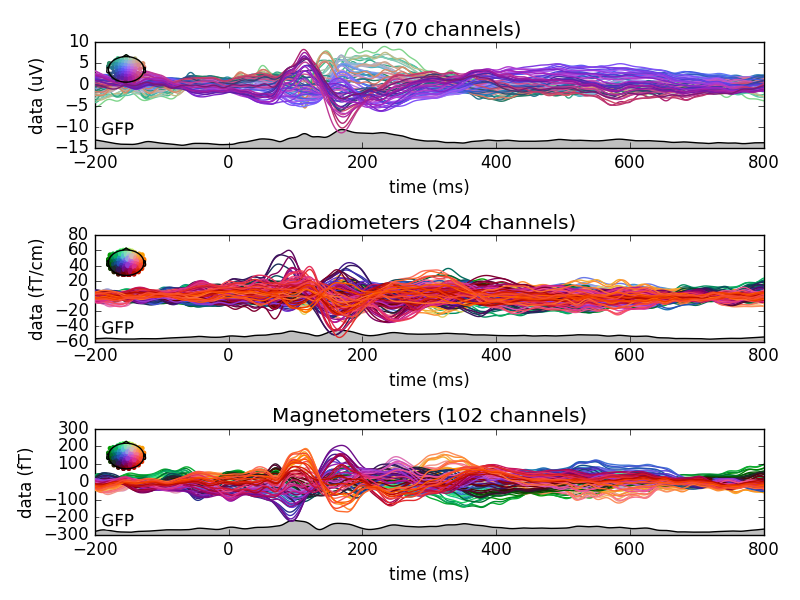 EEG (70 channels)
data (uV)
10
5
0
−5
−10
−15
GFP
−200 0 200 400 600 800
time (ms)
Gradiometers (204 channels)
data (fT/cm)
80
60
40
20
0
−20
−40
−60
GFP
−200 0 200 400 600 800
time (ms)
Magnetometers (102 channels)
data (fT)
300
200
100
0
−100
−200
−300
GFP
−200 0 200 400 600 800
time (ms)